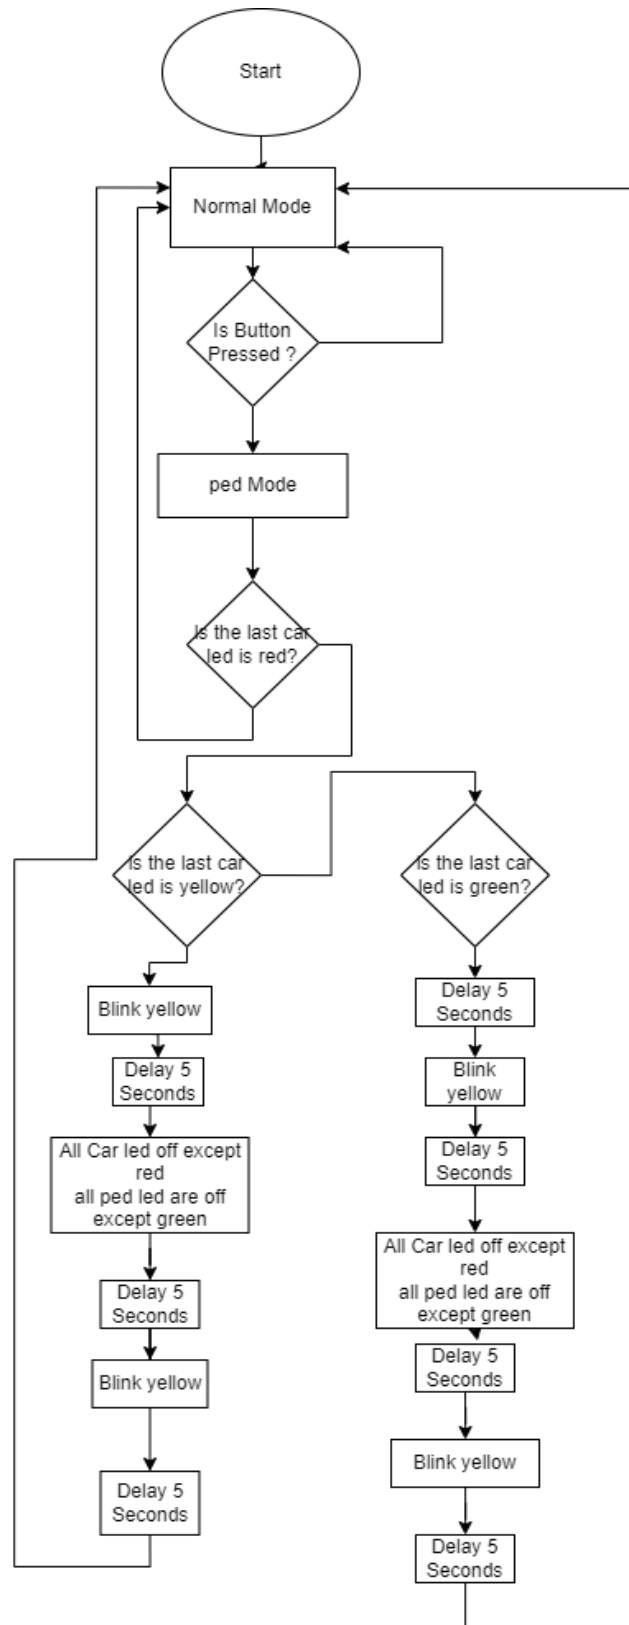 Start
Normal Mode
Is Button
Pressed ?
ped Mode
Is the last car
led is red?
Is the last car
led is yellow?
Blink yellow
Delay 5
Seconds
All Car led off except
red
all ped led are off
except green
Delay 5
Seconds
Blink yellow
Delay 5
Seconds
Is the last car
led is green?
Delay 5
Seconds
Blink
yellow
Delay 5
Seconds
All Car led off except
red
all ped led are off
except green
Delay 5
Seconds
Blink yellow
Delay 5
Seconds